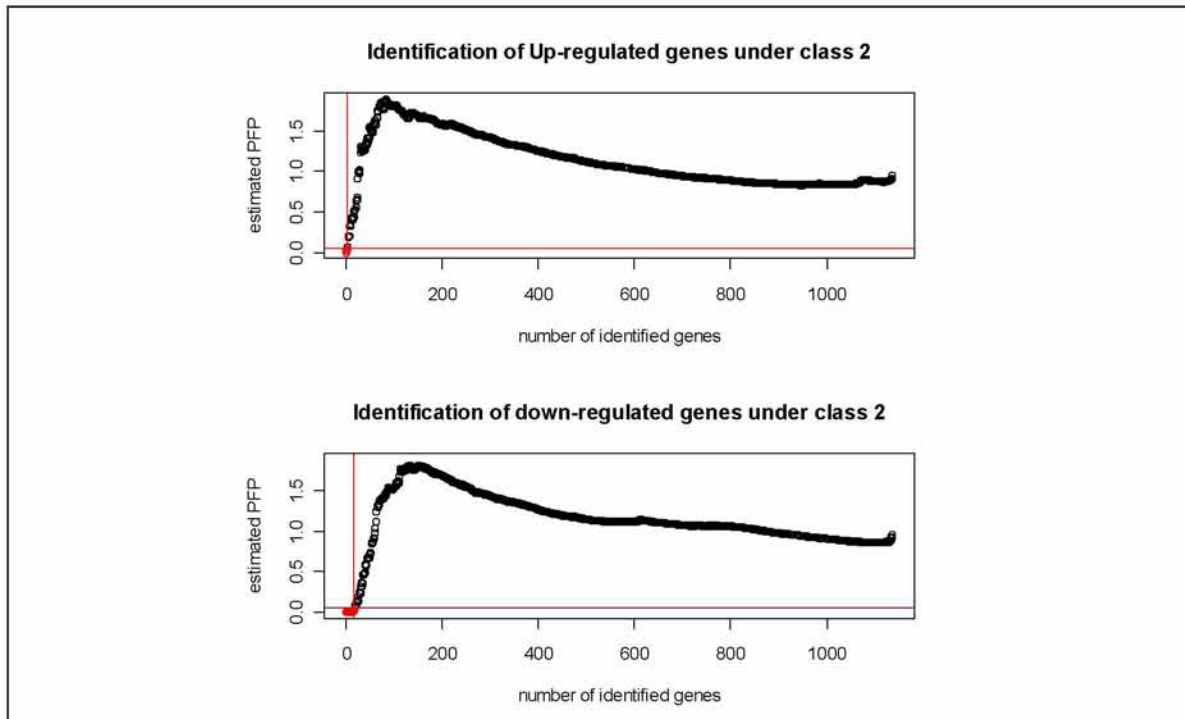 Identification of Up-regulated genes under class 2
estimated PFP
0.0 0.5 1.0 1.5
0 200 400 600 800 1000
number of identified genes
Identification of down-regulated genes under class 2
estimated PFP
0.0 0.5 1.0 1.5
0 200 400 600 800 1000
number of identified genes